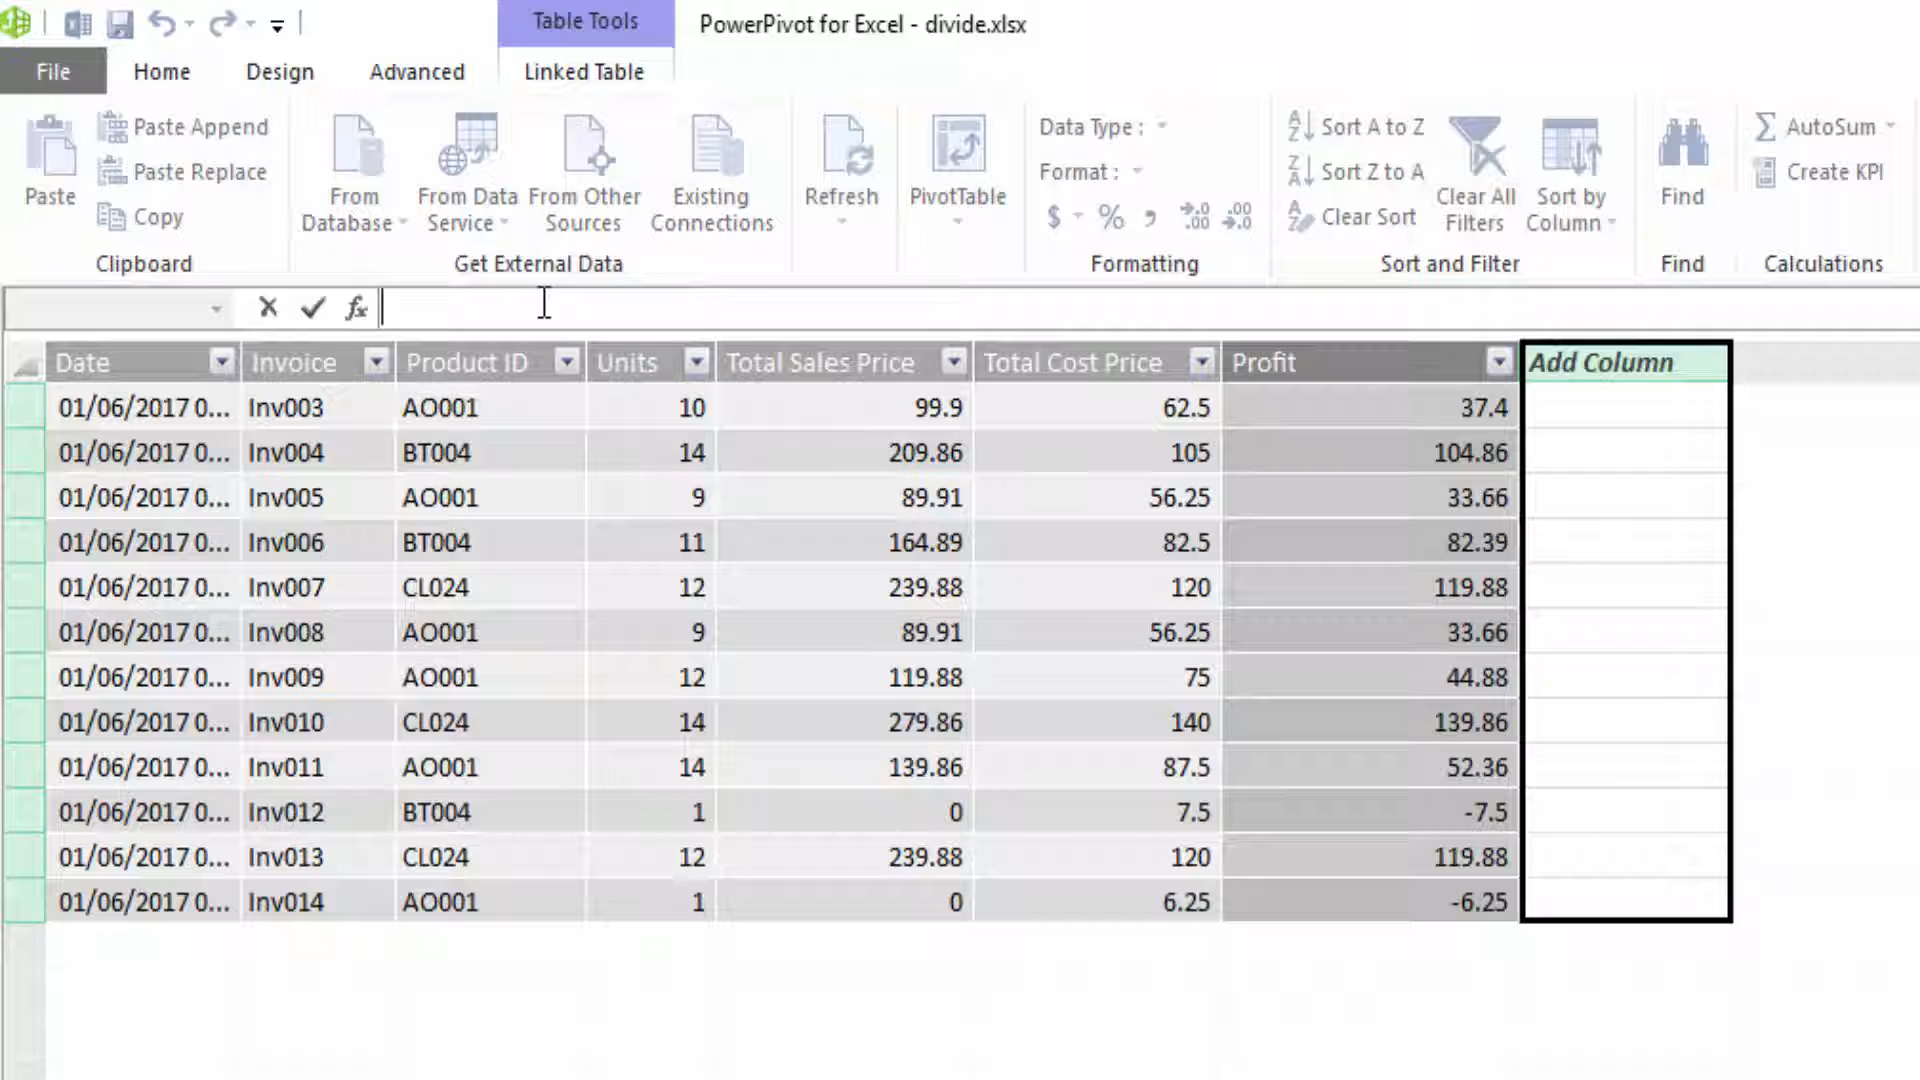 Table Tools
PowerPivot for Excel - divide.xlsx
File Home Design Advanced Linked Table
Paste
Paste Append
Paste Replace
Copy
Clipboard
From Database
From Data Service
From Other Sources
Existing Connections
Get External Data
Refresh
PivotTable
Data Type :
Format :
$ % , .00 .0 .00 .0
Formatting
Sort A to Z
Sort Z to A
Clear Sort
Clear All Filters
Sort by Column
Sort and Filter
Find
Find
AutoSum
Create KPI
Calculations
fx
Date Invoice Product ID Units Total Sales Price Total Cost Price Profit Add Column
01/06/2017 0... Inv003 AO001 10 99.9 62.5 37.4
01/06/2017 0... Inv004 BT004 14 209.86 105 104.86
01/06/2017 0... Inv005 AO001 9 89.91 56.25 33.66
01/06/2017 0... Inv006 BT004 11 164.89 82.5 82.39
01/06/2017 0... Inv007 CL024 12 239.88 120 119.88
01/06/2017 0... Inv008 AO001 9 89.91 56.25 33.66
01/06/2017 0... Inv009 AO001 12 119.88 75 44.88
01/06/2017 0... Inv010 CL024 14 279.86 140 139.86
01/06/2017 0... Inv011 AO001 14 139.86 87.5 52.36
01/06/2017 0... Inv012 BT004 1 0 7.5 -7.5
01/06/2017 0... Inv013 CL024 12 239.88 120 119.88
01/06/2017 0... Inv014 AO001 1 0 6.25 -6.25